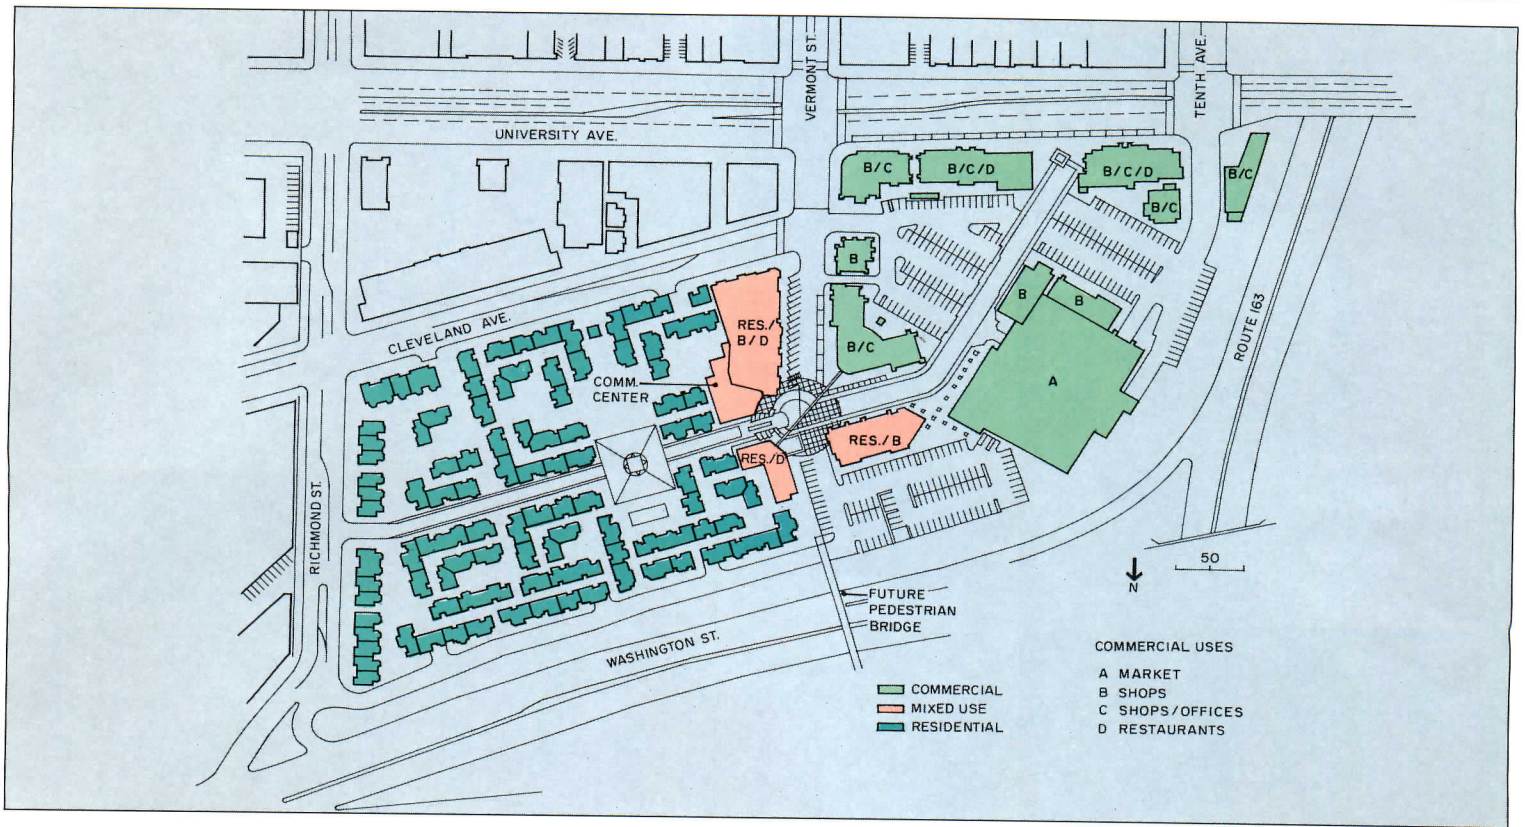 VERMONT ST.
TENTH AVE.
UNIVERSITY AVE.
B/C
B/C/D
B/C/D
B/C
B/C
B
CLEVELAND AVE.
RES./
B/D
B
B
ROUTE 163
B/C
COMM.
CENTER
A
RES./B
RES./D
RICHMOND ST.
50
N
FUTURE
PEDESTRIAN
BRIDGE
WASHINGTON ST.
COMMERCIAL
MIXED USE
RESIDENTIAL
COMMERCIAL USES
A MARKET
B SHOPS
C SHOPS/OFFICES
D RESTAURANTS